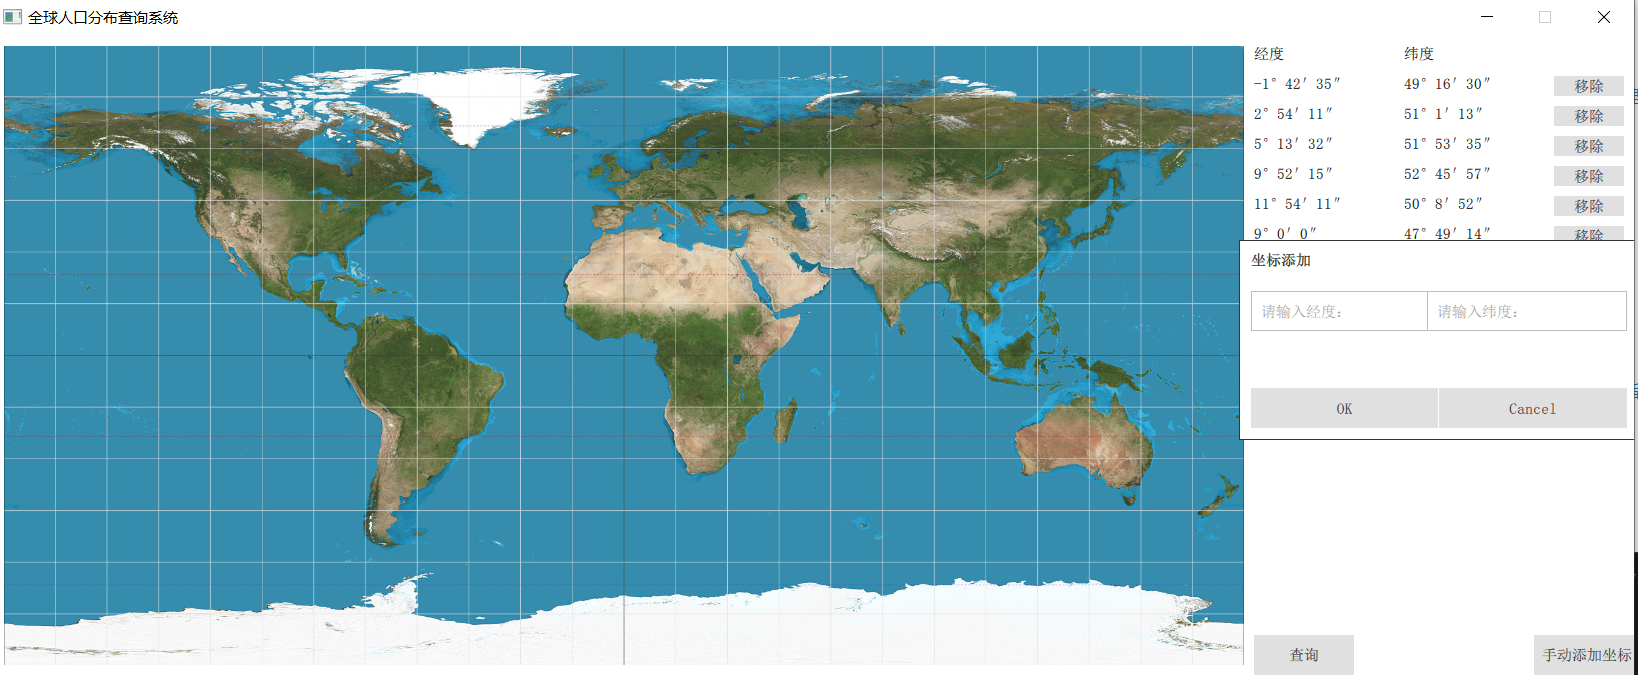 全球人口分布查询系统
经度 纬度
-1° 42′ 35″ 49° 16′ 30″ 移除
2° 54′ 11″ 51° 1′ 13″ 移除
5° 13′ 32″ 51° 53′ 35″ 移除
9° 52′ 15″ 52° 45′ 57″ 移除
11° 54′ 11″ 50° 8′ 52″ 移除
9° 0′ 0″ 47° 49′ 14″ 移除
坐标添加
请输入经度: 请输入纬度:
OK Cancel
查询 手动添加坐标